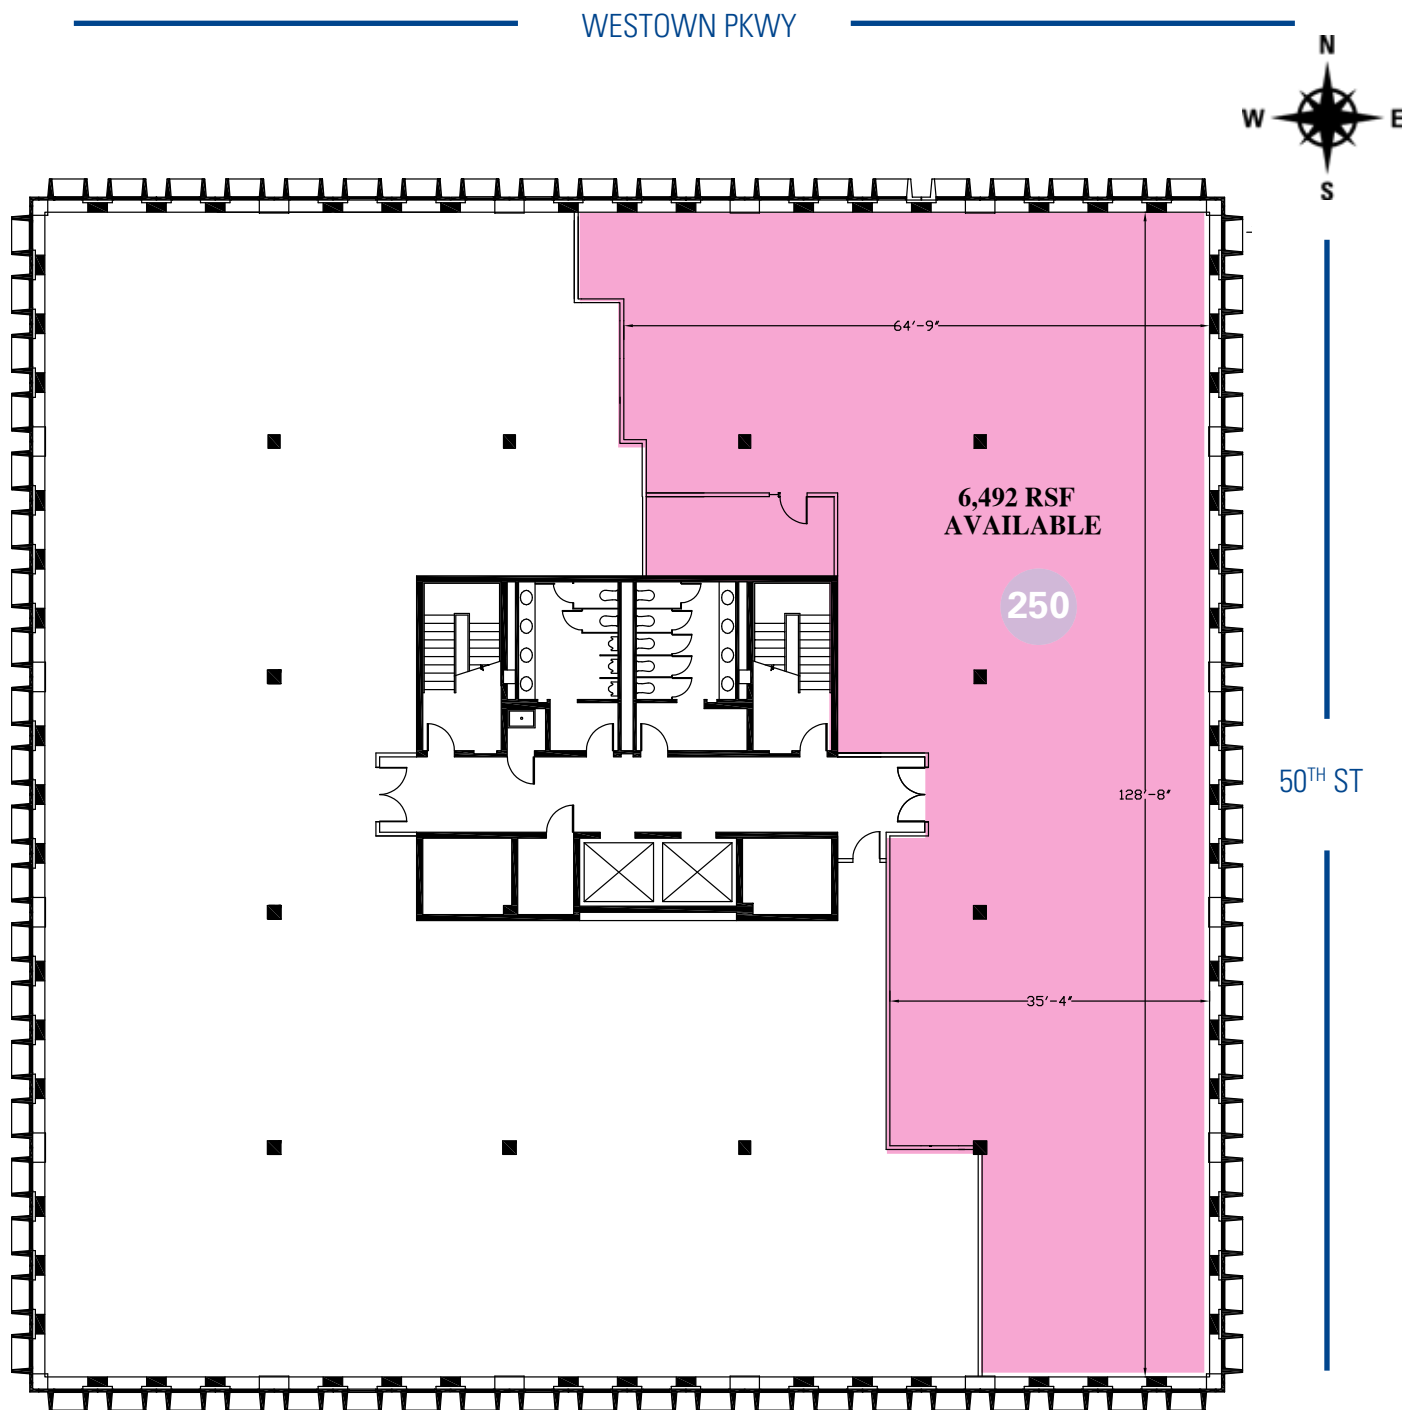 WESTOWN PKWY
N
W E
S
64'-9"
6,492 RSF
AVAILABLE
250
50TH ST
128'-8"
35'-4"